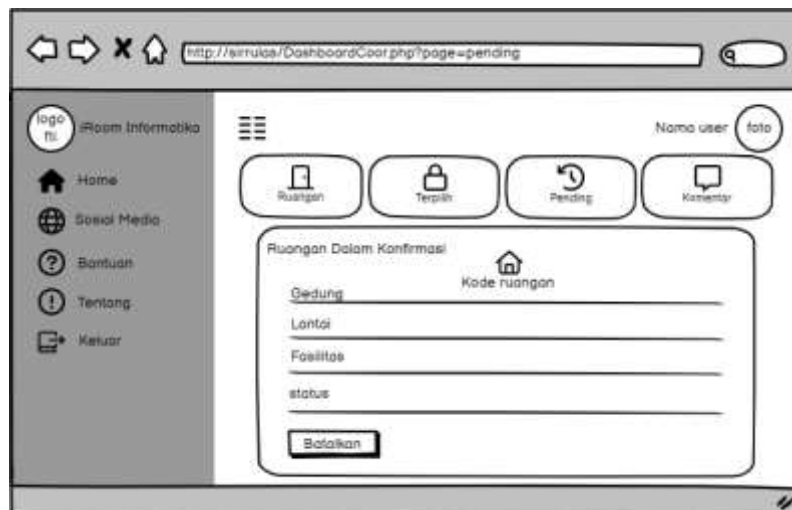 http://sirrulas/DashboardCoor.php?page=pending
logo
fti
iRoom Informatika
Home
Sosial Media
Bantuan
Tentang
Keluar
Nama user
foto
Ruangan
Terpilih
Pending
Komentar
Ruangan Dalam Konfirmasi
Kode ruangan
Gedung
Lantai
Fasilitas
status
Batalkan